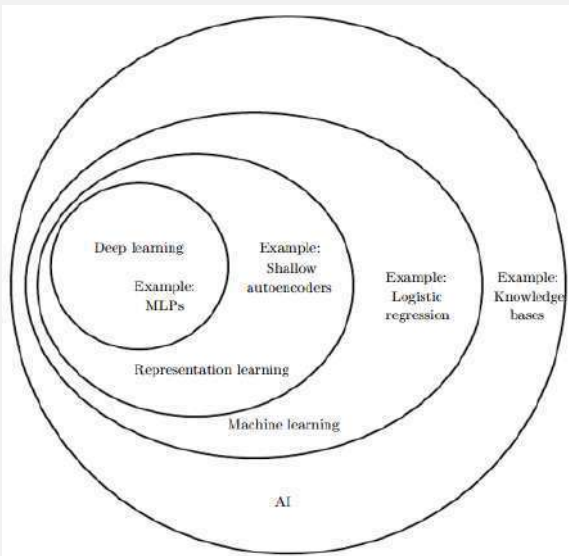 Deep learning
Example:
MLPs
Example:
Shallow
autoencoders
Example:
Logistic
regression
Example:
Knowledge
bases
Representation learning
Machine learning
AI